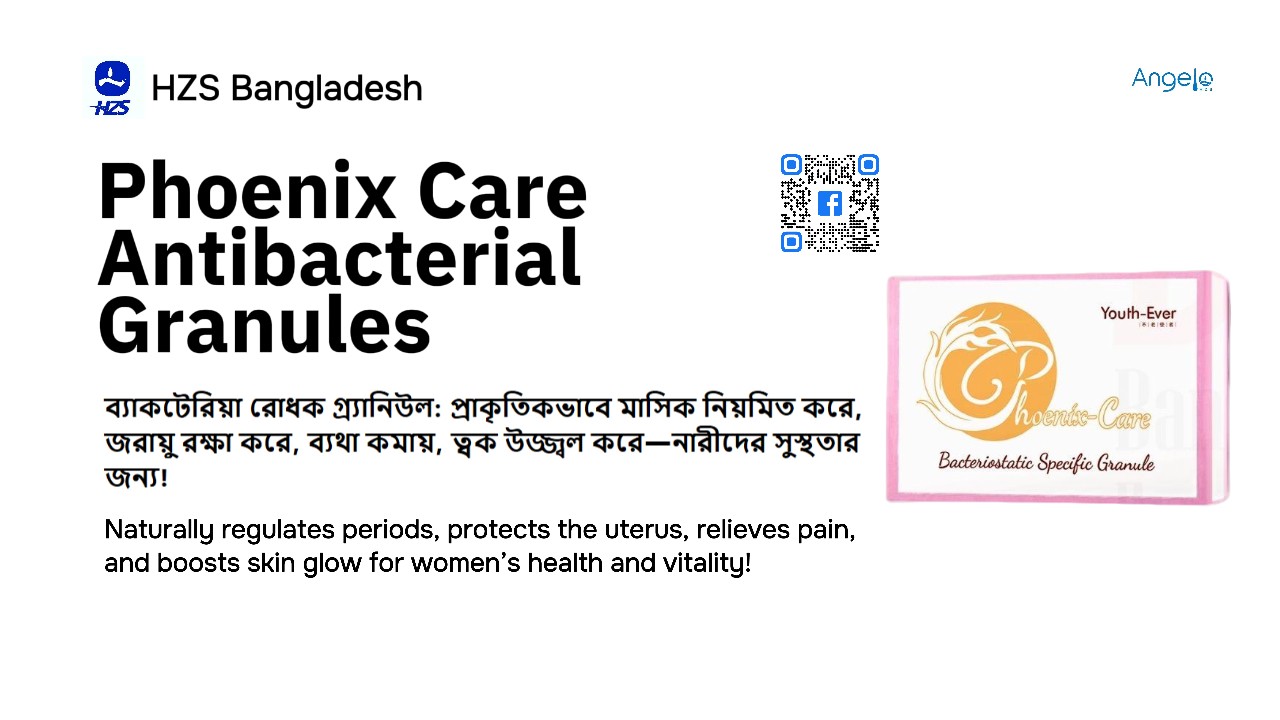 HZS
HZS Bangladesh
Angelo
Phoenix Care
Antibacterial
Granules
ব্যাকটেরিয়া রোধক গ্র্যানিউল: প্রাকৃতিকভাবে মাসিক নিয়মিত করে,
জরায়ু রক্ষা করে, ব্যথা কমায়, ত্বক উজ্জ্বল করে—নারীদের সুস্থতার
জন্য!
Naturally regulates periods, protects the uterus, relieves pain,
and boosts skin glow for women’s health and vitality!
Youth-Ever
Phoenix-Care
Bacteriostatic Specific Granule